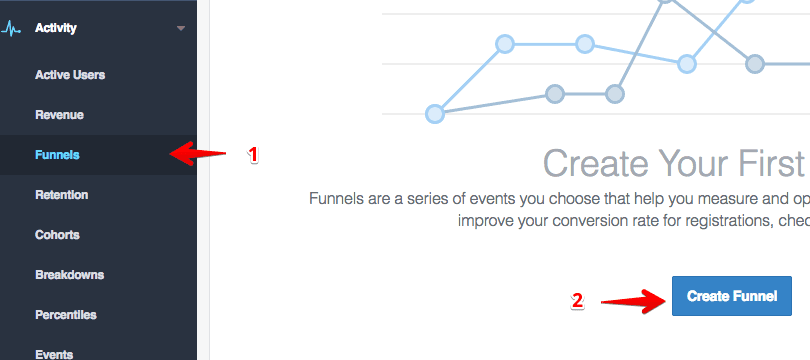 Activity
Active Users
Revenue
Funnels
1
Retention
Cohorts
Breakdowns
Percentiles
Events
Create Your First
Funnels are a series of events you choose that help you measure and op
improve your conversion rate for registrations, chec
2
Create Funnel